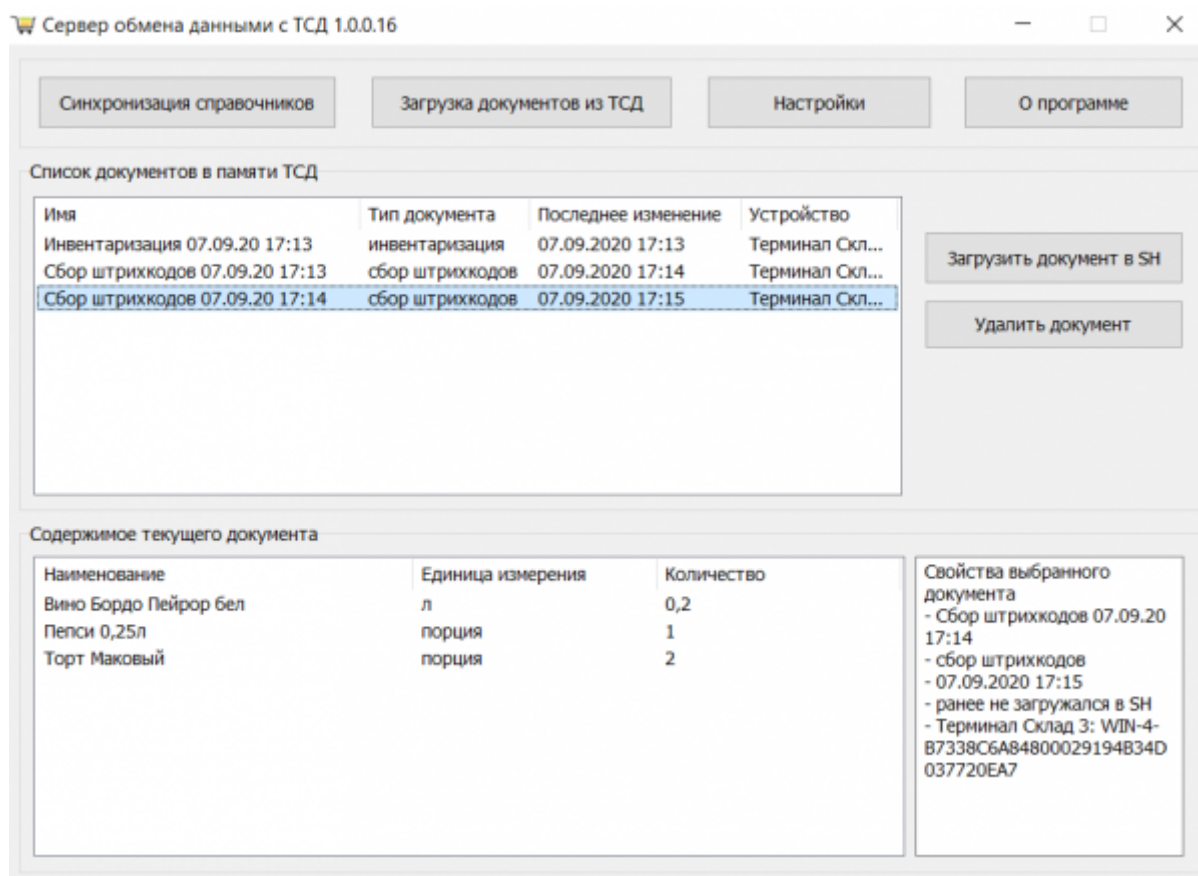 Сервер обмена данными с ТСД 1.0.0.16
Синхронизация справочников Загрузка документов из ТСД Настройки О программе
Список документов в памяти ТСД
Имя Тип документа Последнее изменение Устройство
Инвентаризация 07.09.20 17:13 инвентаризация 07.09.2020 17:13 Терминал Скл...
Сбор штрихкодов 07.09.20 17:13 сбор штрихкодов 07.09.2020 17:14 Терминал Скл...
Сбор штрихкодов 07.09.20 17:14 сбор штрихкодов 07.09.2020 17:15 Терминал Скл...
Загрузить документ в SH
Удалить документ
Содержимое текущего документа
Наименование Единица измерения Количество
Вино Бордо Пейрор бел л 0,2
Пепси 0,25л порция 1
Торт Маковый порция 2
Свойства выбранного
документа
- Сбор штрихкодов 07.09.20
17:14
- сбор штрихкодов
- 07.09.2020 17:15
- ранее не загружался в SH
- Терминал Склад 3: WIN-4-
B7338C6A84800029194B34D
037720EA7